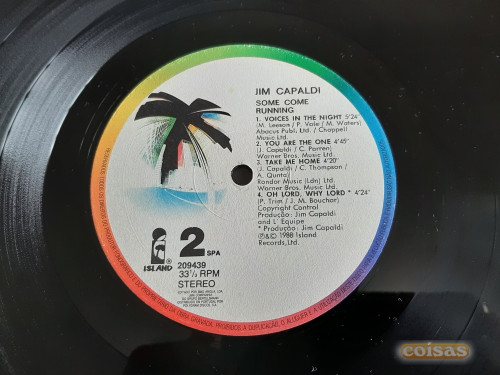 JIM CAPALDI
SOME COME
RUNNING
1. VOICES IN THE NIGHT 5'24"
(M. Leeson / P. Vale / M. Waters)
Abacus Publ. Ltd. / Chappell
Music Ltd.
2. YOU ARE THE ONE 4'45"
(J. Capaldi / C. Parren)
Warner Bros. Music Ltd.
3. TAKE ME HOME 4'20"
(J. Capaldi / C. Thompson /
A. Qunta)
Rondor Music (Ldn) Ltd. /
Warner Bros. Music Ltd.
4. OH LORD, WHY LORD * 4'24"
(P. Trim / J. M. Bouchar)
Copyright Control
Produção: Jim Capaldi
and L' Equipe
* Produção: Jim Capaldi
℗&© 1988 Island
Records, Ltd.
ISLAND
2 SPA
209439
33⅓ RPM
STEREO
coisas